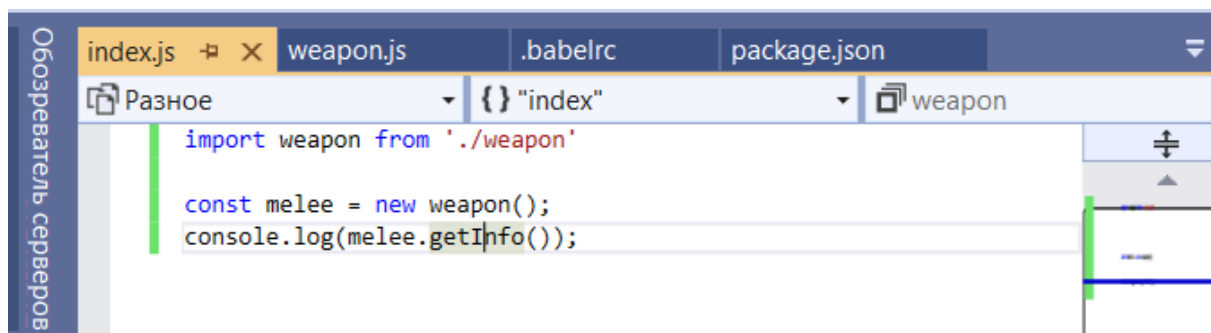 Обозреватель серверов
index.js weapon.js .babelrc package.json
Разное {} "index" weapon
import weapon from './weapon'
const melee = new weapon();
console.log(melee.getInfo());